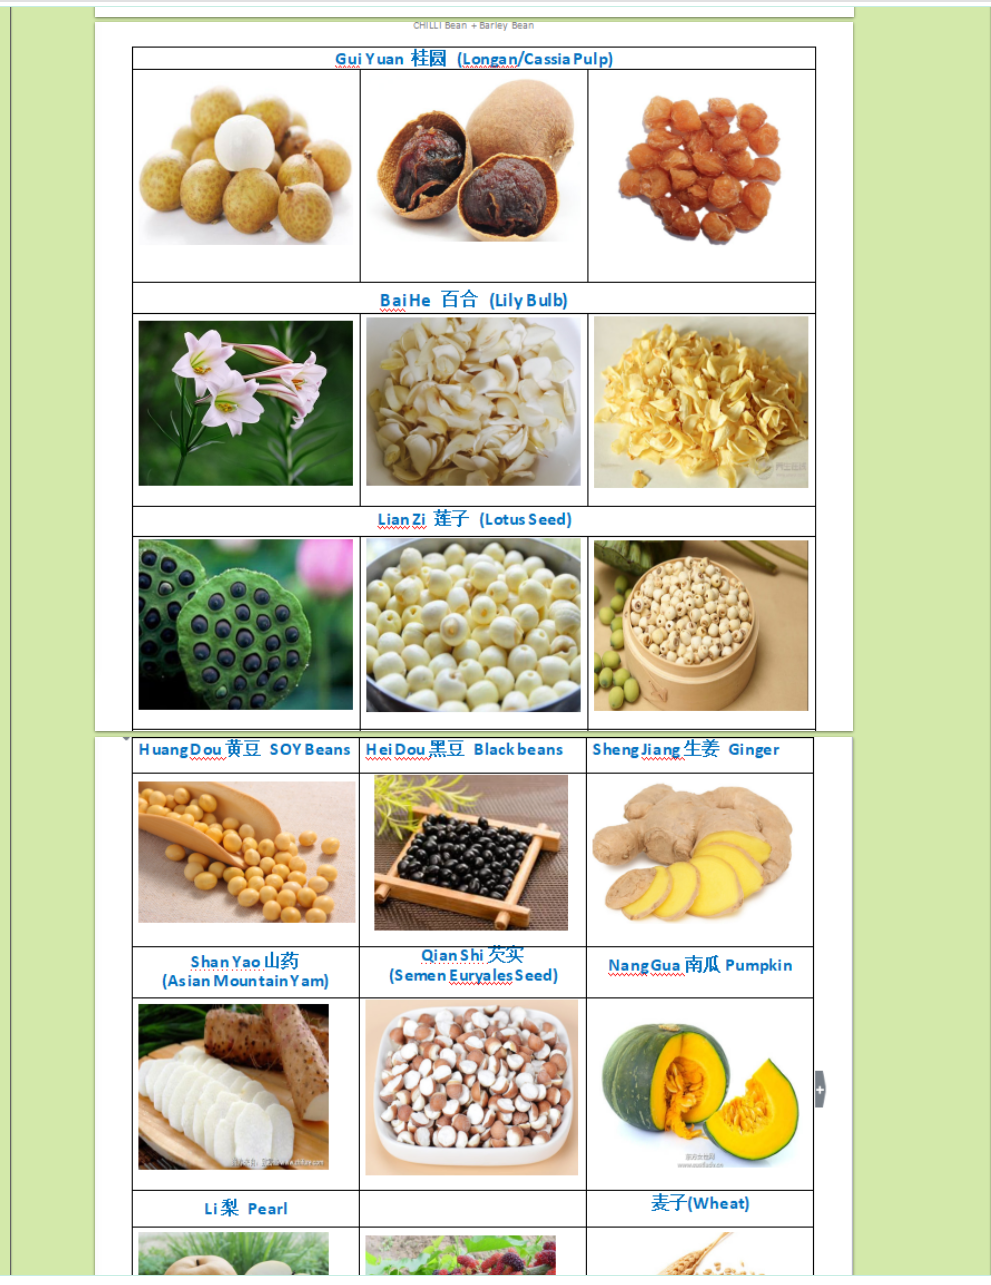 CHILLI Bean + Barley Bean
Gui Yuan 桂圆 (Longan/Cassia Pulp)
Bai He 百合 (Lily Bulb)
Lian Zi 莲子 (Lotus Seed)
Huang Dou 黄豆 SOY Beans
Hei Dou 黑豆 Black beans
Sheng Jiang 生姜 Ginger
Shan Yao 山药
(Asian Mountain Yam)
Qian Shi 芡实
(Semen Euryales Seed)
Nang Gua 南瓜 Pumpkin
Li 梨 Pearl
麦子(Wheat)